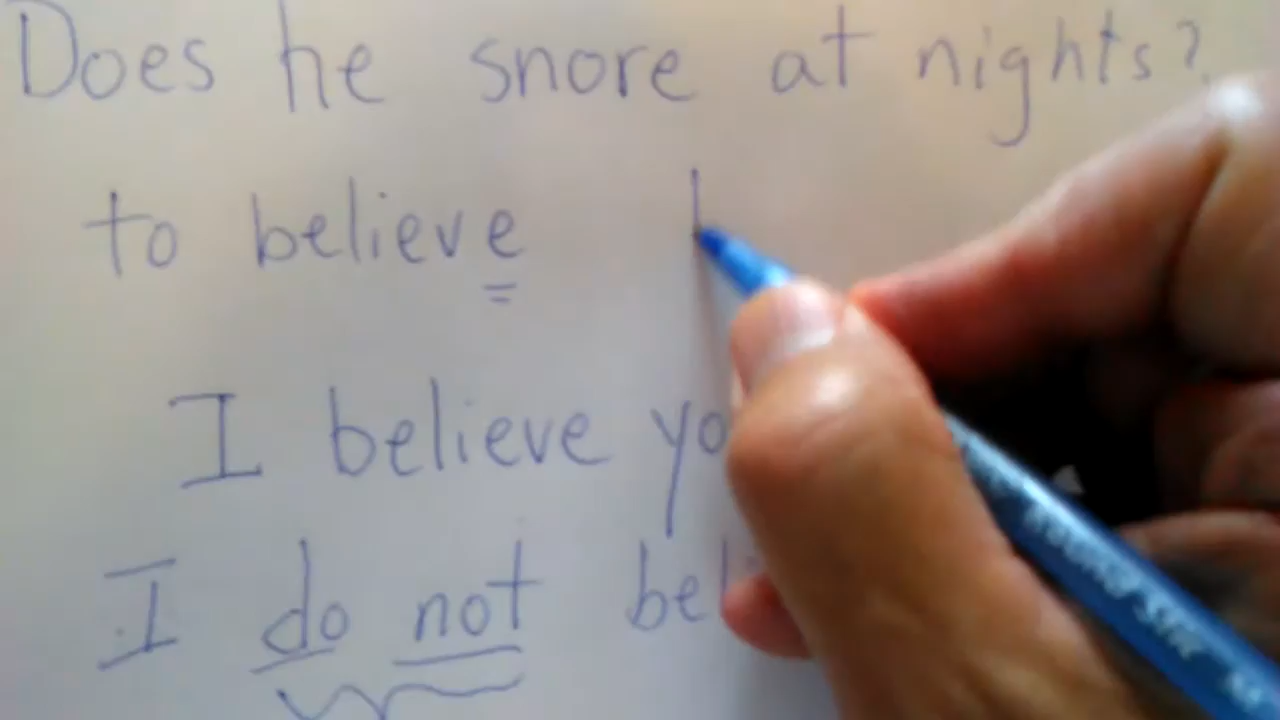 Does he snore at nights?
to believe
I believe yo
I do not bel